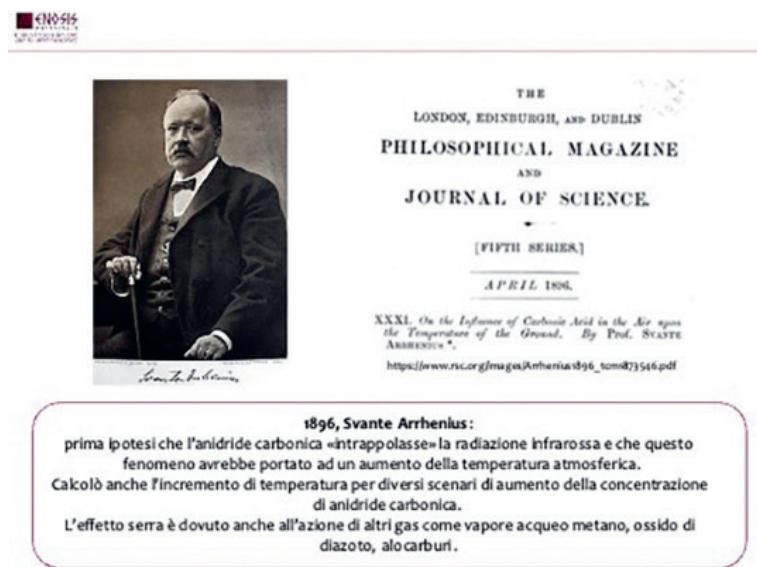 ENOSIS
THE
LONDON, EDINBURGH, AND DUBLIN
PHILOSOPHICAL MAGAZINE
AND
JOURNAL OF SCIENCE.
[FIFTH SERIES.]
APRIL 1896.
XXXI. On the Influence of Carbonic Acid in the Air upon
the Temperature of the Ground. By Prof. SVANTE
ARRHENIUS *.
https://www.rsc.org/images/Arrhenius1896_tcm18-173546.pdf
Svante Arrhenius
1896, Svante Arrhenius:
prima ipotesi che l'anidride carbonica «intrappolasse» la radiazione infrarossa e che questo
fenomeno avrebbe portato ad un aumento della temperatura atmosferica.
Calcolò anche l'incremento di temperatura per diversi scenari di aumento della concentrazione
di anidride carbonica.
L'effetto serra è dovuto anche all'azione di altri gas come vapore acqueo metano, ossido di
diazoto, alocarburi.